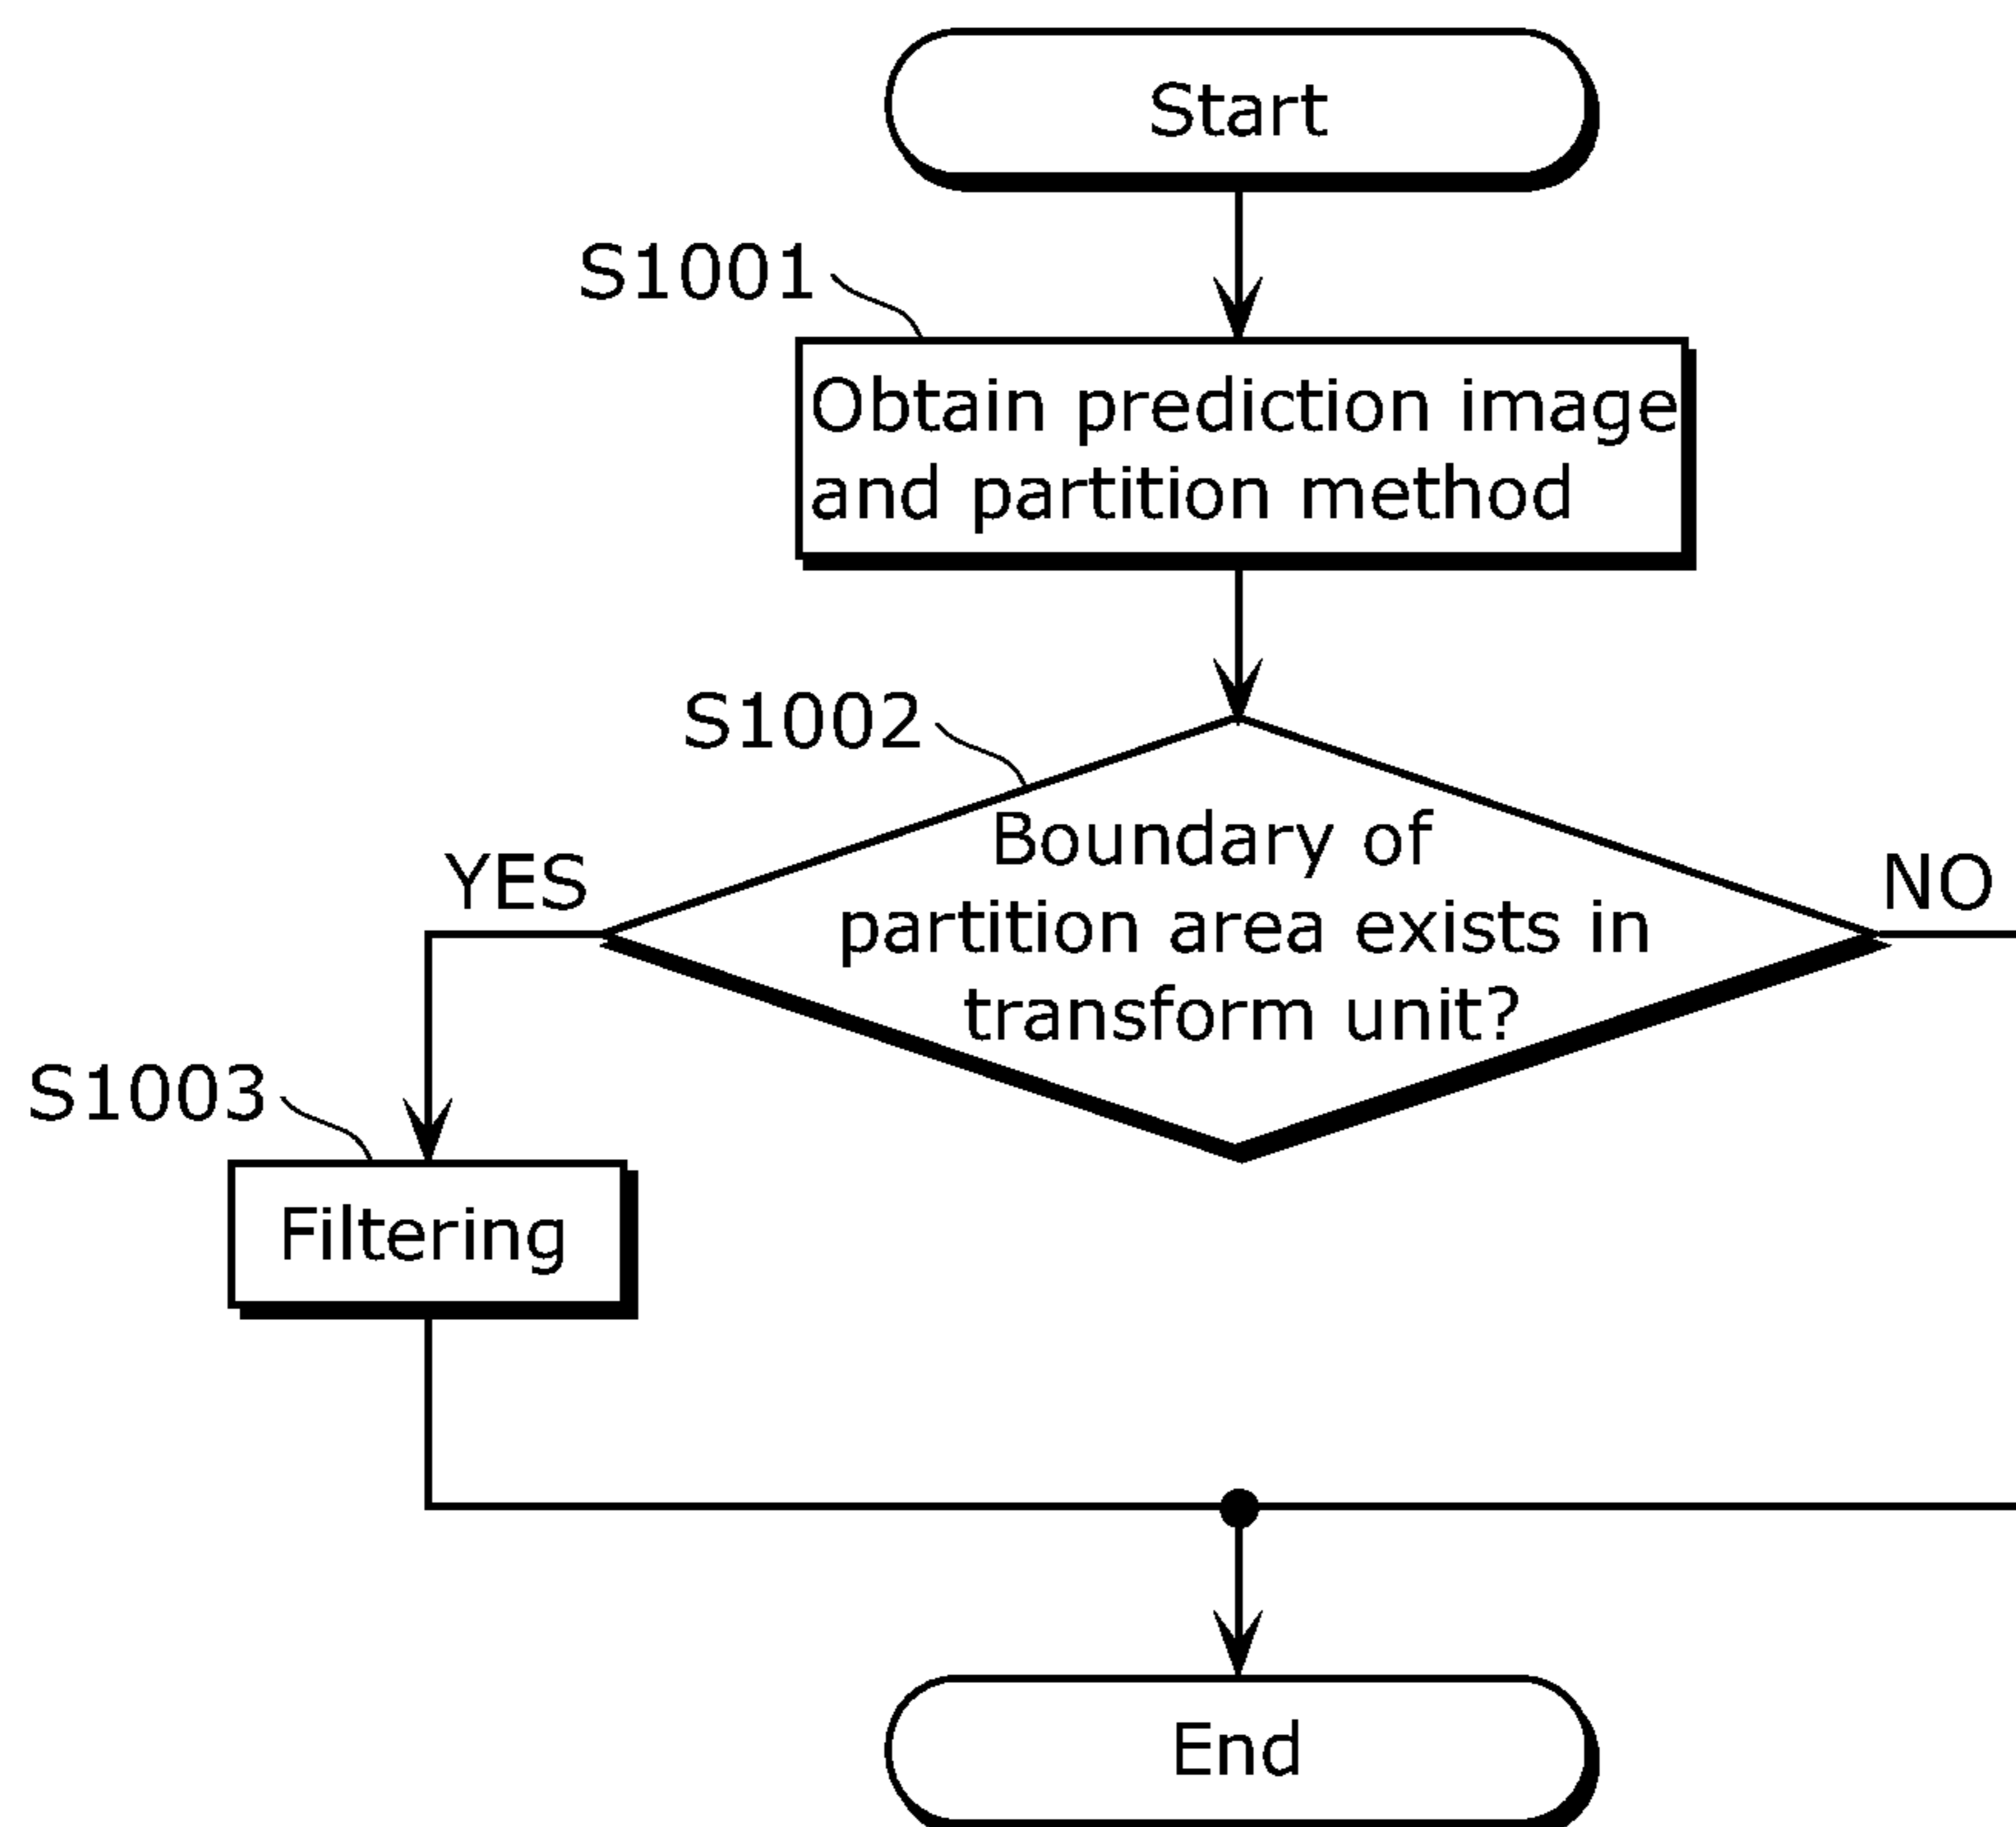 Start
S1001
Obtain prediction image
and partition method
S1002
Boundary of
partition area exists in
transform unit?
YES
NO
S1003
Filtering
End